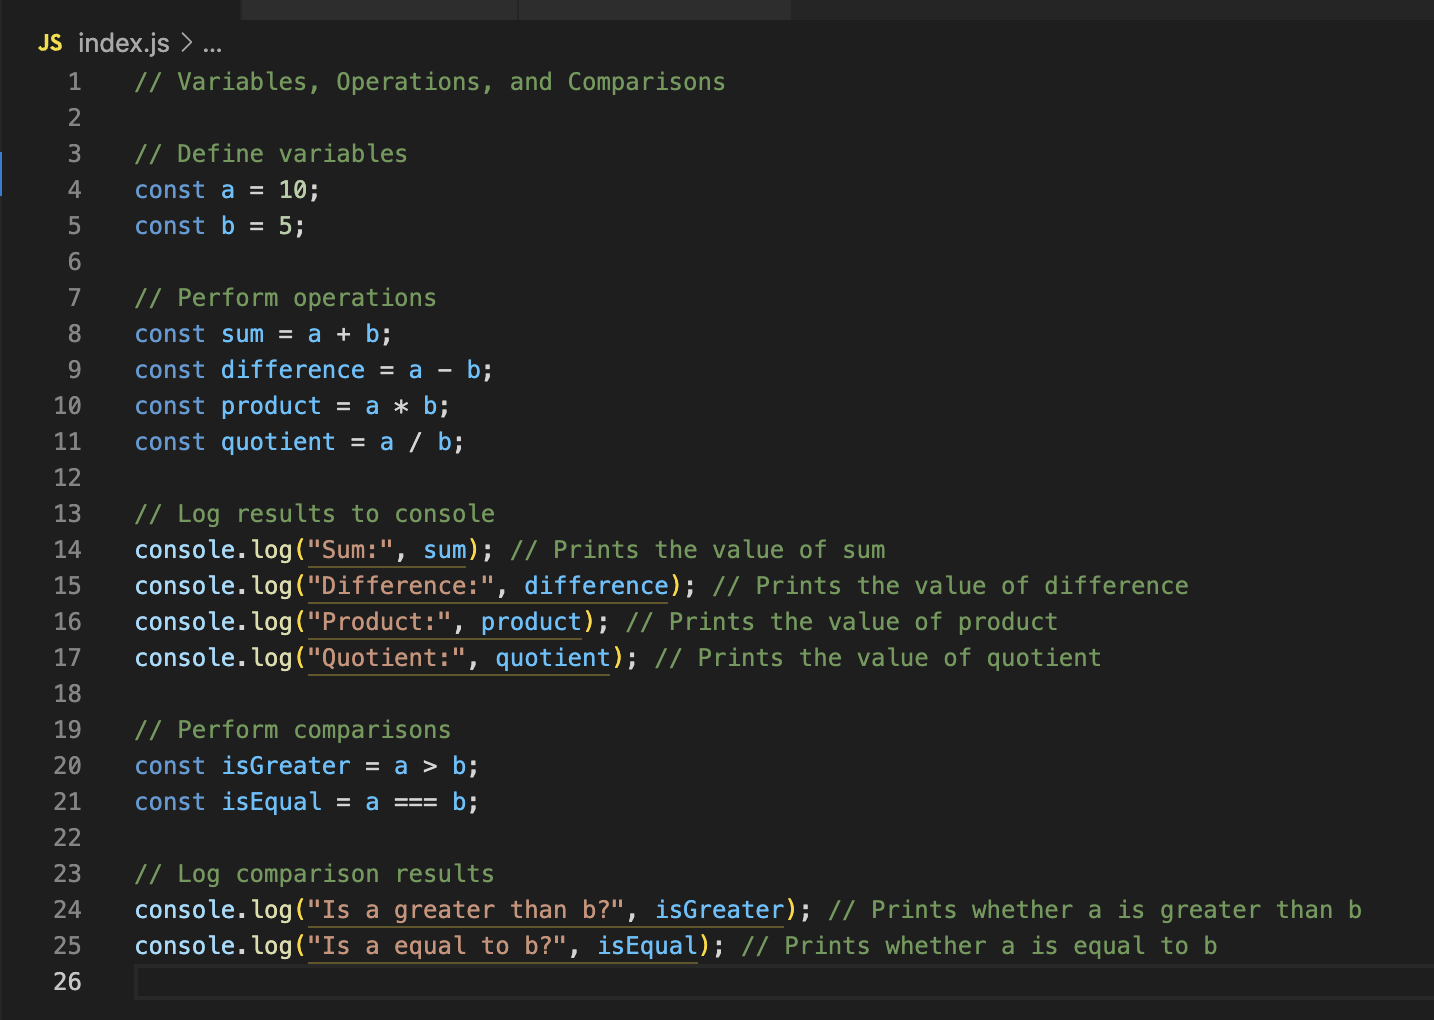 JS index.js > ...
1 // Variables, Operations, and Comparisons
2
3 // Define variables
4 const a = 10;
5 const b = 5;
6
7 // Perform operations
8 const sum = a + b;
9 const difference = a - b;
10 const product = a * b;
11 const quotient = a / b;
12
13 // Log results to console
14 console.log("Sum:", sum); // Prints the value of sum
15 console.log("Difference:", difference); // Prints the value of difference
16 console.log("Product:", product); // Prints the value of product
17 console.log("Quotient:", quotient); // Prints the value of quotient
18
19 // Perform comparisons
20 const isGreater = a > b;
21 const isEqual = a === b;
22
23 // Log comparison results
24 console.log("Is a greater than b?", isGreater); // Prints whether a is greater than b
25 console.log("Is a equal to b?", isEqual); // Prints whether a is equal to b
26